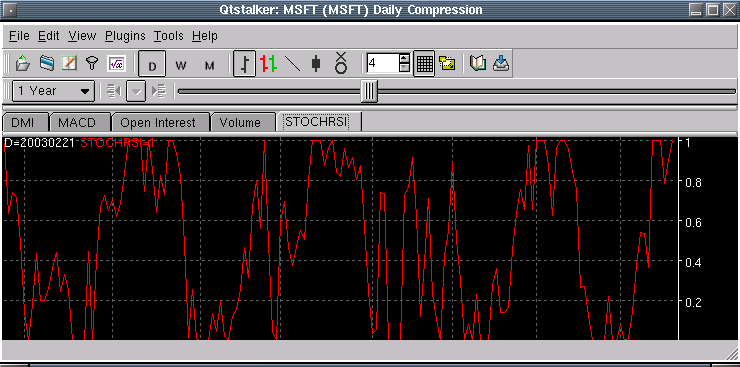 Qtstalker: MSFT (MSFT) Daily Compression
File Edit View Plugins Tools Help
D W M 4
1 Year
DMI MACD Open Interest Volume STOCHRSI
D=20030221 STOCHRSI=1
1
0.8
0.6
0.4
0.2